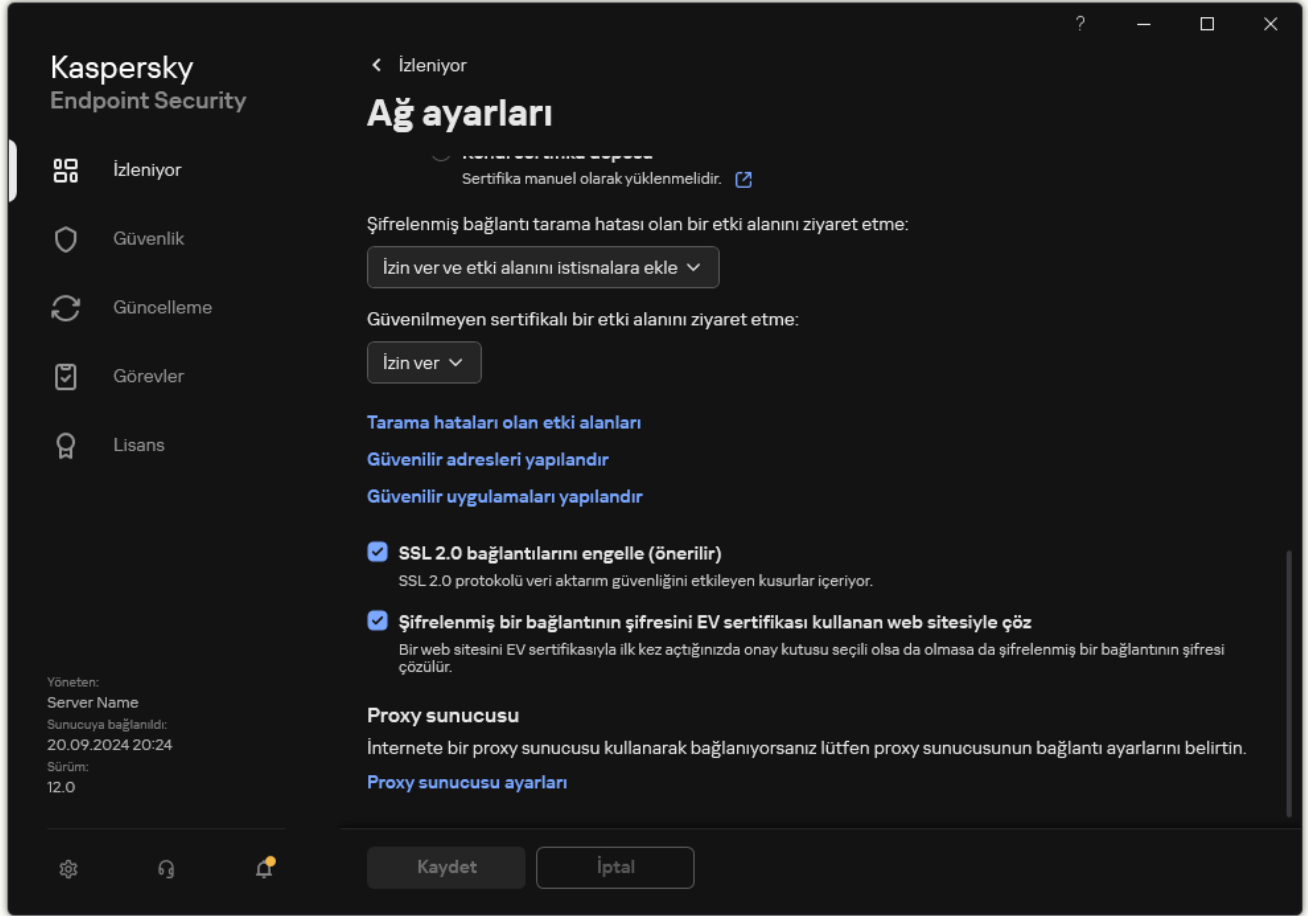 ?
Kaspersky
Endpoint Security
İzleniyor
Güvenlik
Güncelleme
Görevler
Lisans
Yöneten:
Server Name
Sunucuya bağlanıldı:
20.09.2024 20:24
Sürüm:
12.0
İzleniyor
Ağ ayarları
Sertifika manuel olarak yüklenmelidir.
Şifrelenmiş bağlantı tarama hatası olan bir etki alanını ziyaret etme:
İzin ver ve etki alanını istisnalara ekle
Güvenilmeyen sertifikalı bir etki alanını ziyaret etme:
İzin ver
Tarama hataları olan etki alanları
Güvenilir adresleri yapılandır
Güvenilir uygulamaları yapılandır
SSL 2.0 bağlantılarını engelle (önerilir)
SSL 2.0 protokolü veri aktarım güvenliğini etkileyen kusurlar içeriyor.
Şifrelenmiş bir bağlantının şifresini EV sertifikası kullanan web sitesiyle çöz
Bir web sitesini EV sertifikasıyla ilk kez açtığınızda onay kutusu seçili olsa da olmasa da şifrelenmiş bir bağlantının şifresi
çözülür.
Proxy sunucusu
İnternete bir proxy sunucusu kullanarak bağlanıyorsanız lütfen proxy sunucusunun bağlantı ayarlarını belirtin.
Proxy sunucusu ayarları
Kaydet
İptal